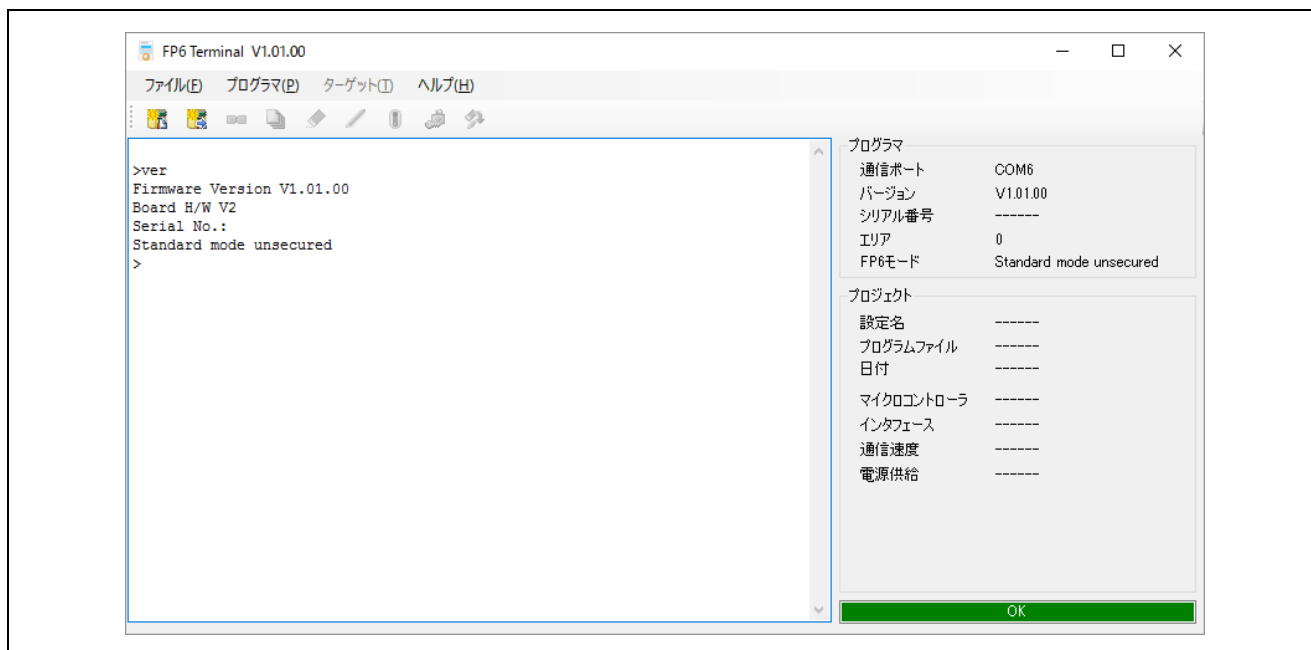 FP6 Terminal V1.01.00
ファイル(F) プログラマ(P) ターゲット(T) ヘルプ(H)
>ver
Firmware Version V1.01.00
Board H/W V2
Serial No.:
Standard mode unsecured
>
プログラマ
通信ポート COM6
バージョン V1.01.00
シリアル番号 ------
エリア 0
FP6モード Standard mode unsecured
プロジェクト
設定名 ------
プログラムファイル ------
日付 ------
マイクロコントローラ ------
インタフェース ------
通信速度 ------
電源供給 ------
OK